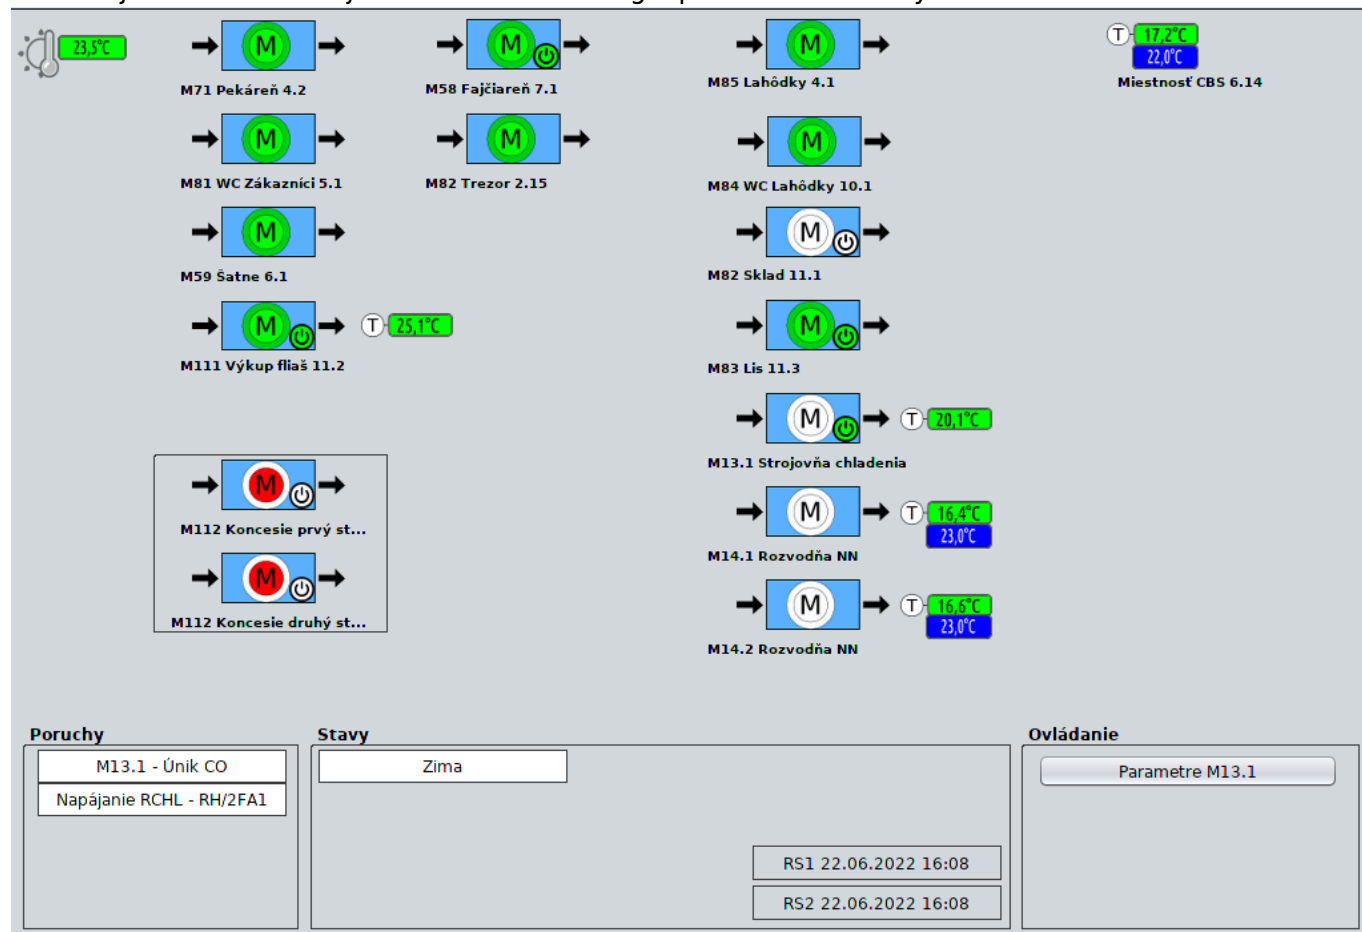 23,5°C
M
M71 Pekáreň 4.2
M
M58 Fajčiareň 7.1
M
M85 Lahôdky 4.1
T
17,2°C
22,0°C
Miestnosť CBS 6.14
M
M81 WC Zákazníci 5.1
M
M82 Trezor 2.15
M
M84 WC Lahôdky 10.1
M
M59 Šatne 6.1
M
M82 Sklad 11.1
M
T
25,1°C
M111 Výkup fliaš 11.2
M
M83 Lis 11.3
M
T
20,1°C
M13.1 Strojovňa chladenia
M
M112 Koncesie prvý st...
M
T
16,4°C
23,0°C
M14.1 Rozvodňa NN
M
M112 Koncesie druhý st...
M
T
16,6°C
23,0°C
M14.2 Rozvodňa NN
Poruchy
M13.1 - Únik CO
Napájanie RCHL - RH/2FA1
Stavy
Zima
RS1 22.06.2022 16:08
RS2 22.06.2022 16:08
Ovládanie
Parametre M13.1